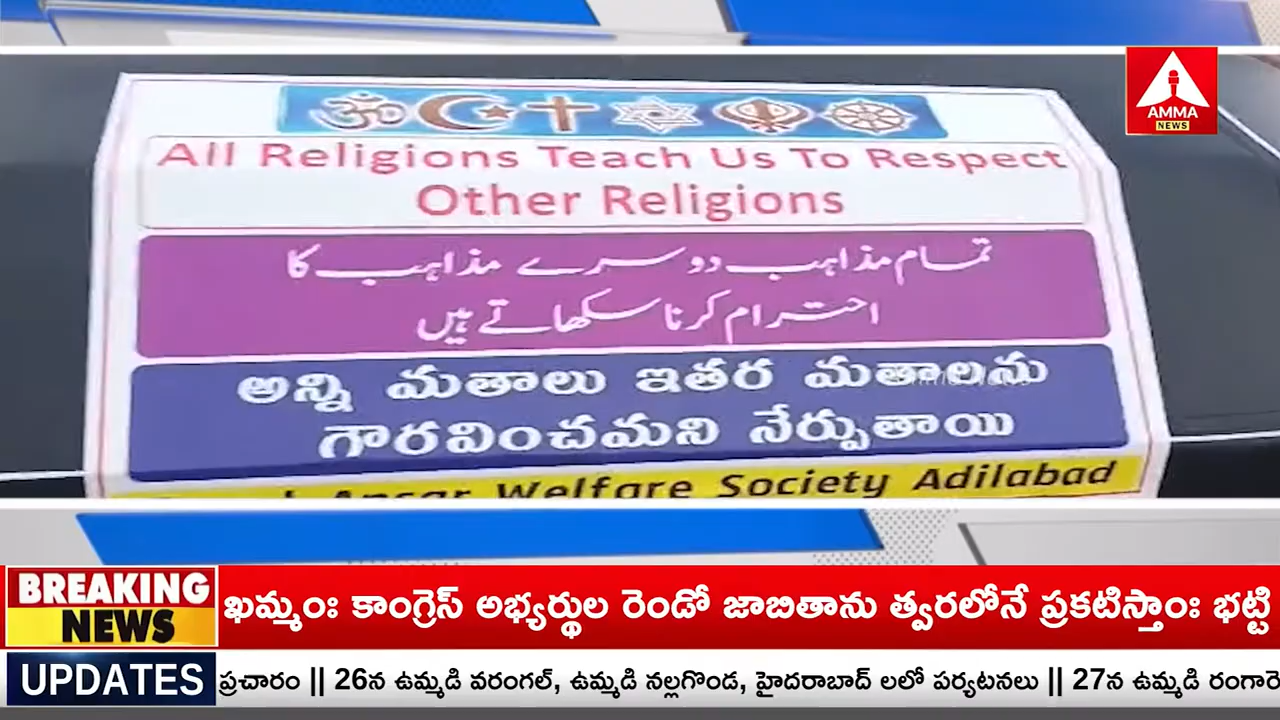 AMMA
NEWS
All Religions Teach Us To Respect
Other Religions
تمام مذاہب دوسرے مذاہب کا
احترام کرنا سکھاتے ہیں
అన్ని మతాలు ఇతర మతాలను
గౌరవించమని నేర్పుతాయి
Ansar Welfare Society Adilabad
BREAKING
NEWS
ఖమ్మంః కాంగ్రెస్ అభ్యర్థుల రెండో జాబితాను త్వరలోనే ప్రకటిస్తాంః భట్టి
UPDATES
ప్రచారం || 26న ఉమ్మడి వరంగల్, ఉమ్మడి నల్లగొండ, హైదరాబాద్ లలో పర్యటనలు || 27న ఉమ్మడి రంగారె